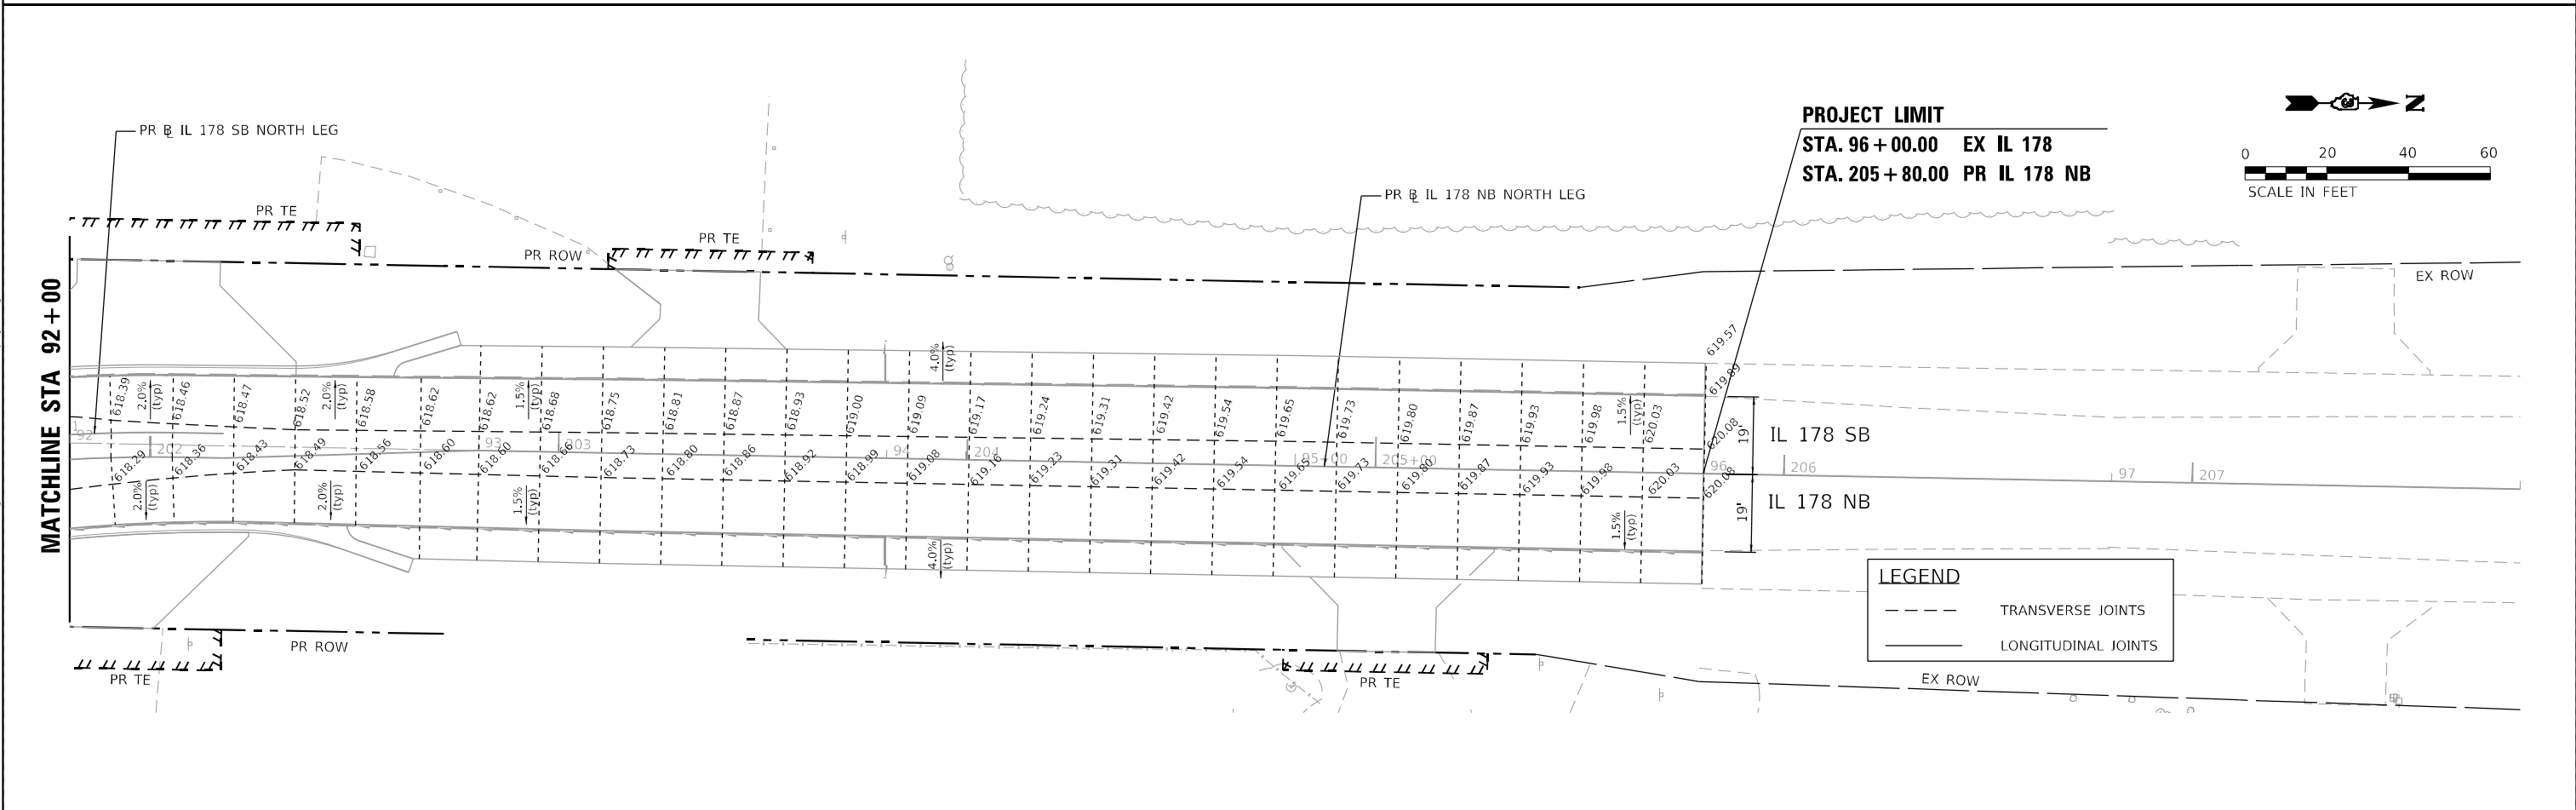 PROJECT LIMIT
STA. 96+00.00 EX IL 178
STA. 205+80.00 PR IL 178 NB
N
0 20 40 60
SCALE IN FEET
PR BL IL 178 SB NORTH LEG
PR BL IL 178 NB NORTH LEG
PR TE
PR TE
PR ROW
EX ROW
MATCHLINE STA 92+00
619.57
619.89
4.0%
(typ)
618.39
2.0%
(typ)
618.46
618.47
618.52
2.0%
(typ)
618.58
618.62
618.62
1.5%
(typ)
618.68
618.75
618.81
618.87
618.93
619.00
619.09
619.17
619.24
619.31
619.42
619.54
619.65
619.73
619.80
619.87
619.93
619.98
1.5%
(typ)
620.03
620.08
19'
IL 178 SB
92
202
93
203
94
204
95+00
205+00
96
206
97
207
618.29
618.36
618.43
618.49
618.56
618.60
618.60
618.66
618.73
618.80
618.86
618.92
618.99
619.08
619.16
619.23
619.31
619.42
619.54
619.65
619.73
619.80
619.87
619.93
619.98
620.03
620.08
19'
IL 178 NB
2.0%
(typ)
2.0%
(typ)
1.5%
(typ)
4.0%
(typ)
1.5%
(typ)
LEGEND
TRANSVERSE JOINTS
LONGITUDINAL JOINTS
PR ROW
PR TE
PR TE
EX ROW